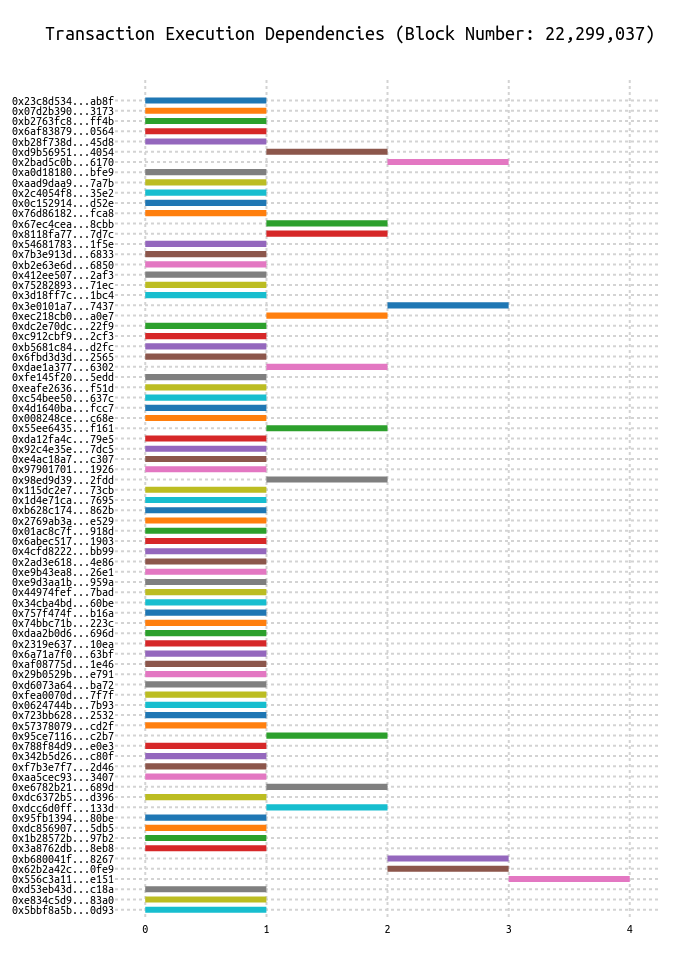 Transaction Execution Dependencies (Block Number: 22,299,037)
0x23c8d534...ab8f
0x07d2b390...3173
0xb2763fc8...ff4b
0x6af83879...0564
0xb28f738d...45d8
0xd9b56951...4054
0x2bad5c0b...6170
0xa0d18180...bfe9
0xaad9daa9...7a7b
0x2c4054f8...35e2
0x0c152914...d52e
0x76d86182...fca8
0x67ec4cea...8cbb
0x8118fa77...7d7c
0x54681783...1f5e
0x7b3e913d...6833
0xb2e63e6d...6850
0x412ee507...2af3
0x75282893...71ec
0x3d18ff7c...1bc4
0x3e0101a7...7437
0xec218cb0...a0e7
0xdc2e70dc...22f9
0xc912cbf9...2cf3
0xb5681c84...d2fc
0x6fbd3d3d...2565
0xdae1a377...6302
0xfe145f20...5edd
0xeafe2636...f51d
0xc54bee50...637c
0x4d1640ba...fcc7
0x008248ce...c68e
0x55ee6435...f161
0xda12fa4c...79e5
0x92c4e35e...7dc5
0xe4ac18a7...c307
0x97901701...1926
0x98ed9d39...2fdd
0x115dc2e7...73cb
0x1d4e71ca...7695
0xb628c174...862b
0x2769ab3a...e529
0x01ac8c7f...918d
0x6abec517...1903
0x4cfd8222...bb99
0x2ad3e618...4e86
0xe9b43ea8...26e1
0xe9d3aa1b...959a
0x44974fef...7bad
0x34cba4bd...60be
0x757f474f...b16a
0x74bbc71b...223c
0xdaa2b0d6...696d
0x2319e637...10ea
0x6a71a7f0...63bf
0xaf08775d...1e46
0x29b0529b...e791
0xd6073a64...ba72
0xfea0070d...7f7f
0x0624744b...7b93
0x723bb628...2532
0x57378079...cd2f
0x95ce7116...c2b7
0x788f84d9...e0e3
0x342b5d26...c80f
0xf7b3e7f7...2d46
0xaa5cec93...3407
0xe6782b21...689d
0xdc6372b5...d396
0xdcc6d0ff...133d
0x95fb1394...80be
0xdc856907...5db5
0x1b28572b...97b2
0x3a8762db...8eb8
0xb680041f...8267
0x62b2a42c...0fe9
0x556c3a11...e151
0xd53eb43d...c18a
0xe834c5d9...83a0
0x5bbf8a5b...0d93
0 1 2 3 4